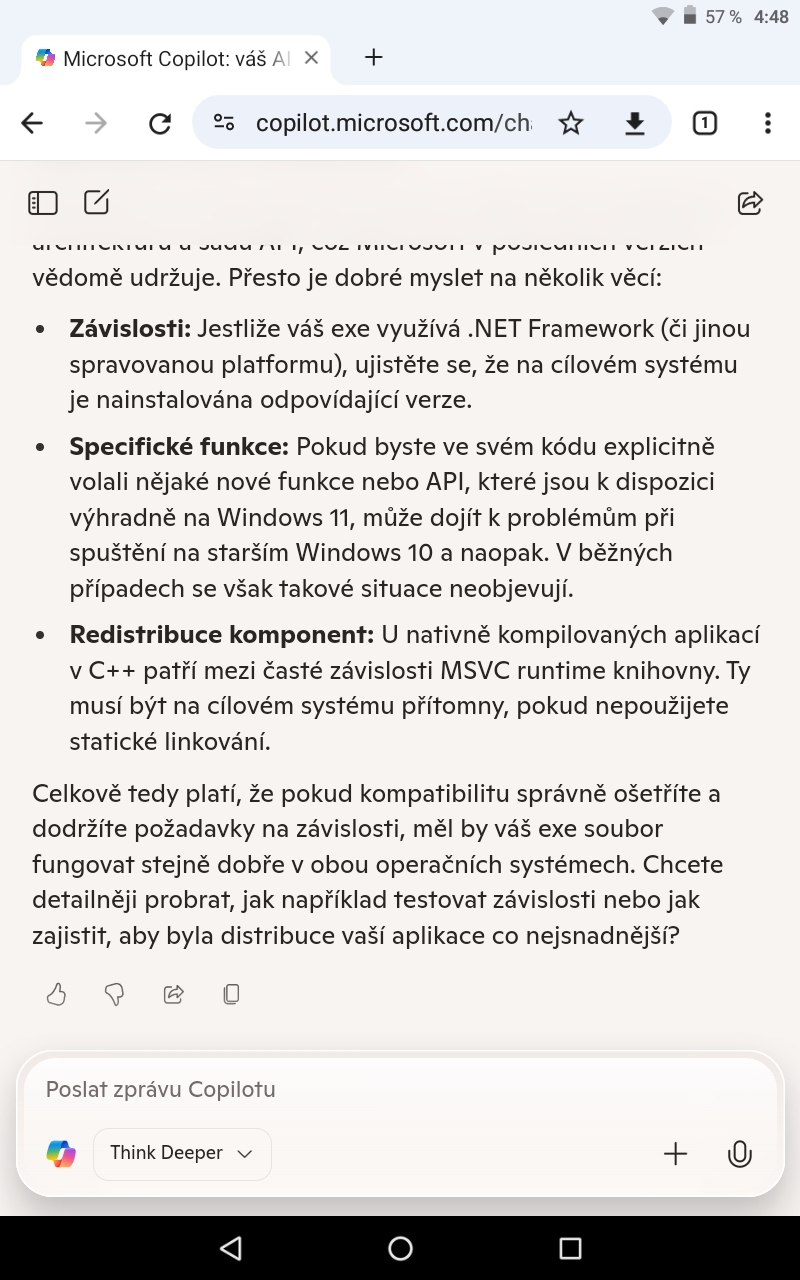 57 % 4:48
Microsoft Copilot: váš AI
copilot.microsoft.com/ch
1
vědomě udržuje. Přesto je dobré myslet na několik věcí:
• Závislosti: Jestliže váš exe využívá .NET Framework (či jinou
spravovanou platformu), ujistěte se, že na cílovém systému
je nainstalována odpovídající verze.
• Specifické funkce: Pokud byste ve svém kódu explicitně
volali nějaké nové funkce nebo API, které jsou k dispozici
výhradně na Windows 11, může dojít k problémům při
spuštění na starším Windows 10 a naopak. V běžných
případech se však takové situace neobjevují.
• Redistribuce komponent: U nativně kompilovaných aplikací
v C++ patří mezi časté závislosti MSVC runtime knihovny. Ty
musí být na cílovém systému přítomny, pokud nepoužijete
statické linkování.
Celkově tedy platí, že pokud kompatibilitu správně ošetříte a
dodržíte požadavky na závislosti, měl by váš exe soubor
fungovat stejně dobře v obou operačních systémech. Chcete
detailněji probrat, jak například testovat závislosti nebo jak
zajistit, aby byla distribuce vaší aplikace co nejsnadnější?
Poslat zprávu Copilotu
Think Deeper